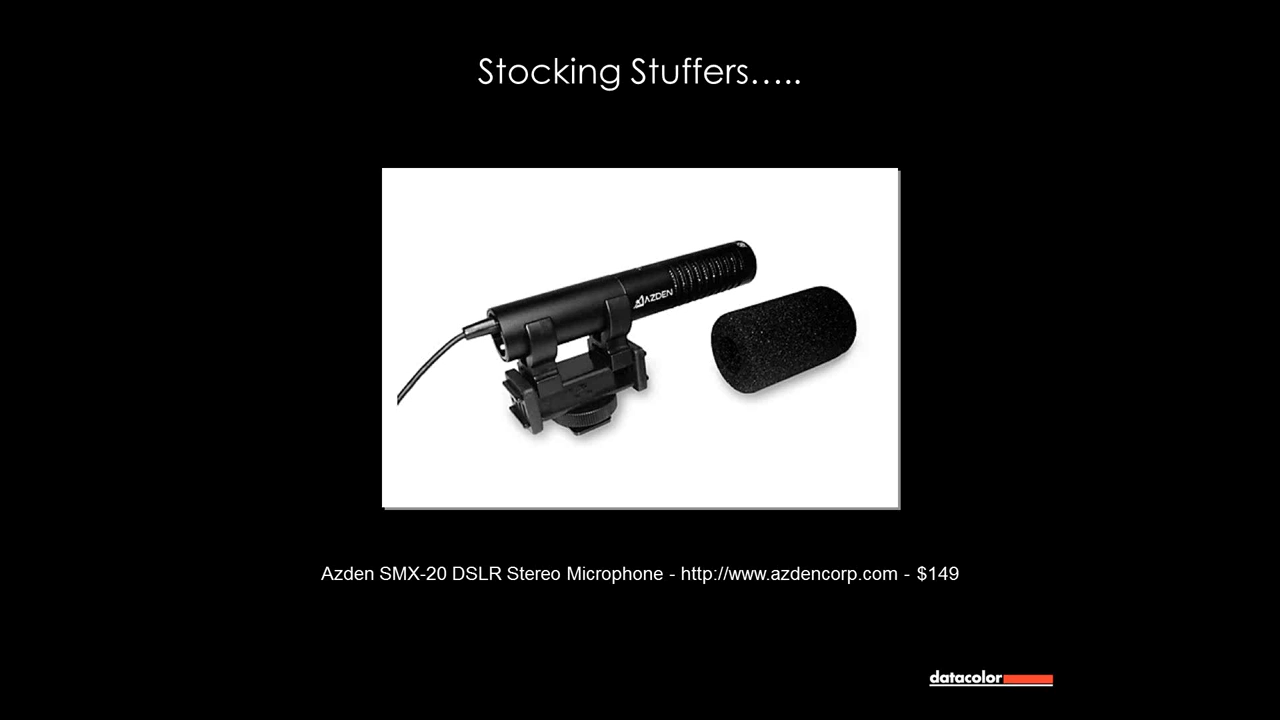 Stocking Stuffers…..
AZDEN
Azden SMX-20 DSLR Stereo Microphone - http://www.azdencorp.com - $149
datacolor